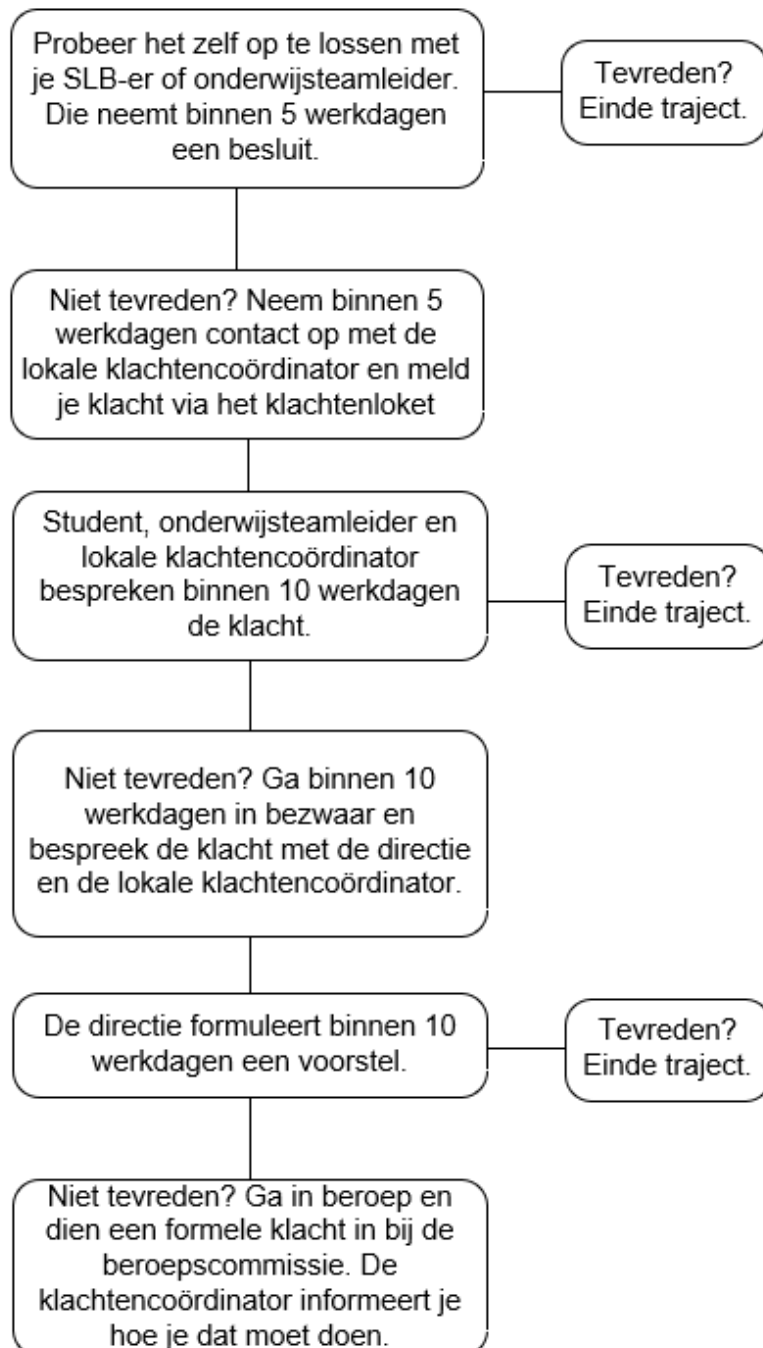 Probeer het zelf op te lossen met
je SLB-er of onderwijsteamleider.
Die neemt binnen 5 werkdagen
een besluit.
Tevreden?
Einde traject.
Niet tevreden? Neem binnen 5
werkdagen contact op met de
lokale klachtencoördinator en meld
je klacht via het klachtenloket
Student, onderwijsteamleider en
lokale klachtencoördinator
bespreken binnen 10 werkdagen
de klacht.
Tevreden?
Einde traject.
Niet tevreden? Ga binnen 10
werkdagen in bezwaar en
bespreek de klacht met de directie
en de lokale klachtencoördinator.
De directie formuleert binnen 10
werkdagen een voorstel.
Tevreden?
Einde traject.
Niet tevreden? Ga in beroep en
dien een formele klacht in bij de
beroepscommissie. De
klachtencoördinator informeert je
hoe je dat moet doen.